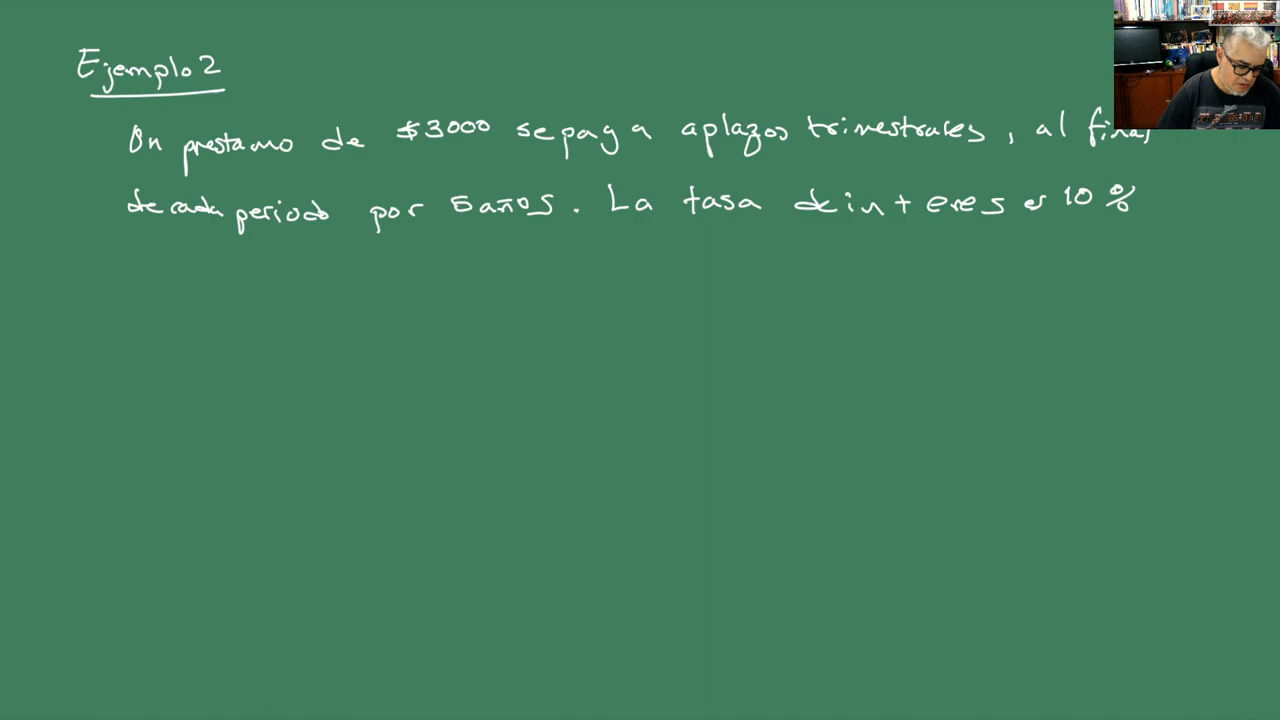 Ejemplo 2
Un prestamo de $3000 se paga a plazos trimestrales, al final
de cada periodo por 5 años. La tasa de interes es 10%